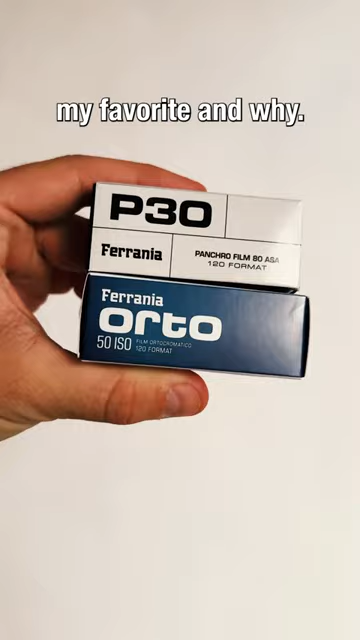 my favorite and why.
P30
Ferrania
PANCHRO FILM 80 ASA
120 FORMAT
Ferrania
orto
50 ISO
FILM ORTOCROMATICO
120 FORMAT